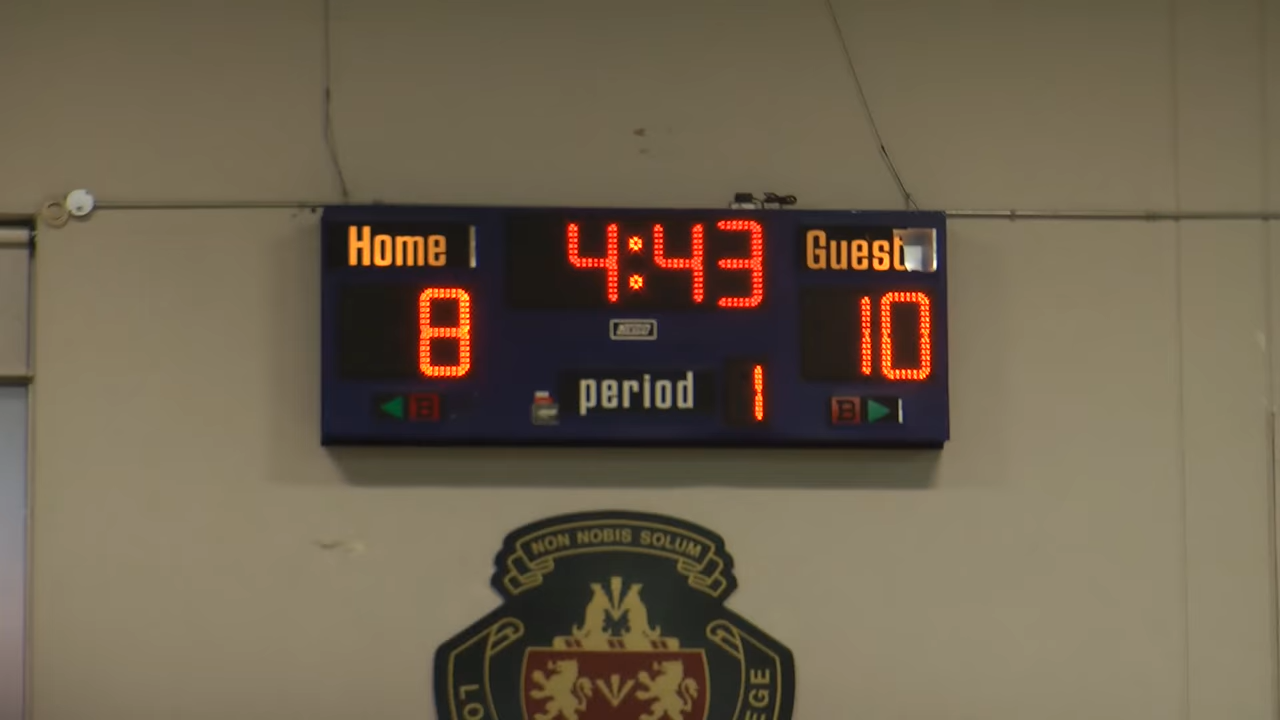 Home 4:43 Guest
8 10
period 1
B B
NON NOBIS SOLUM